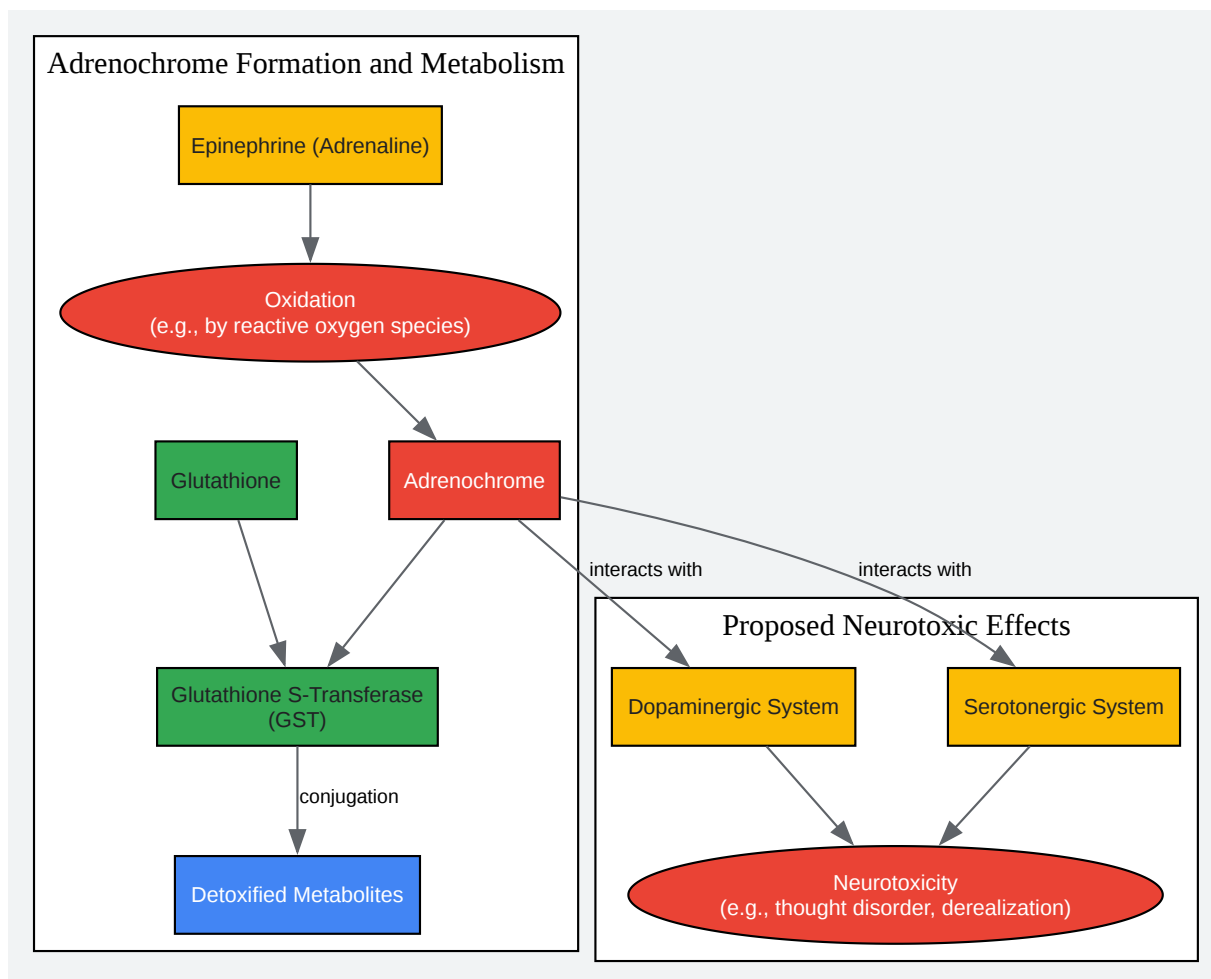 Adrenochrome Formation and Metabolism
Epinephrine (Adrenaline)
Oxidation
(e.g., by reactive oxygen species)
Glutathione
Adrenochrome
interacts with
interacts with
Proposed Neurotoxic Effects
Glutathione S-Transferase
(GST)
Dopaminergic System
Serotonergic System
conjugation
Detoxified Metabolites
Neurotoxicity
(e.g., thought disorder, derealization)